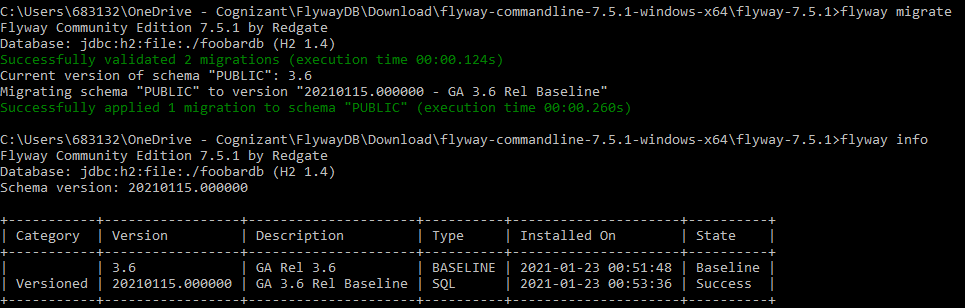 C:\Users\683132\OneDrive - Cognizant\FlywayDB\Download\flyway-commandline-7.5.1-windows-x64\flyway-7.5.1>flyway migrate
Flyway Community Edition 7.5.1 by Redgate
Database: jdbc:h2:file:./foobardb (H2 1.4)
Successfully validated 2 migrations (execution time 00:00.124s)
Current version of schema "PUBLIC": 3.6
Migrating schema "PUBLIC" to version "20210115.000000 - GA 3.6 Rel Baseline"
Successfully applied 1 migration to schema "PUBLIC" (execution time 00:00.260s)
C:\Users\683132\OneDrive - Cognizant\FlywayDB\Download\flyway-commandline-7.5.1-windows-x64\flyway-7.5.1>flyway info
Flyway Community Edition 7.5.1 by Redgate
Database: jdbc:h2:file:./foobardb (H2 1.4)
Schema version: 20210115.000000
+-----------+-----------------+---------------------+----------+---------------------+----------+
| Category  | Version         | Description         | Type     | Installed On        | State    |
+-----------+-----------------+---------------------+----------+---------------------+----------+
|           | 3.6             | GA Rel 3.6          | BASELINE | 2021-01-23 00:51:48 | Baseline |
| Versioned | 20210115.000000 | GA 3.6 Rel Baseline | SQL      | 2021-01-23 00:53:36 | Success  |
+-----------+-----------------+---------------------+----------+---------------------+----------+